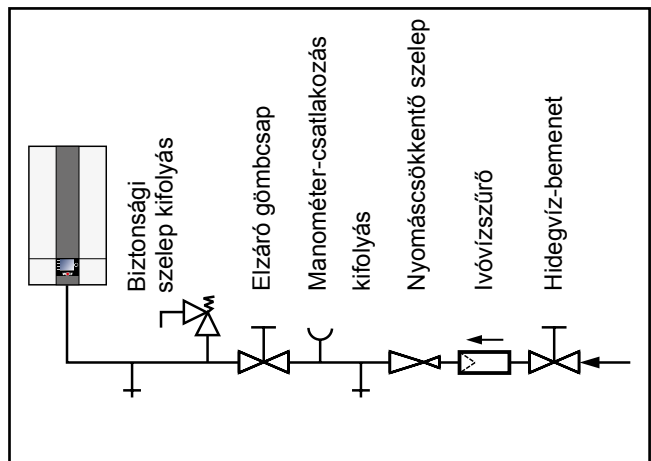 Biztonsági
szelep kifolyás
Elzáró gömbcsap
Manométer-csatlakozás
kifolyás
Nyomáscsökkentő szelep
Ivóvízszűrő
Hidegvíz-bemenet